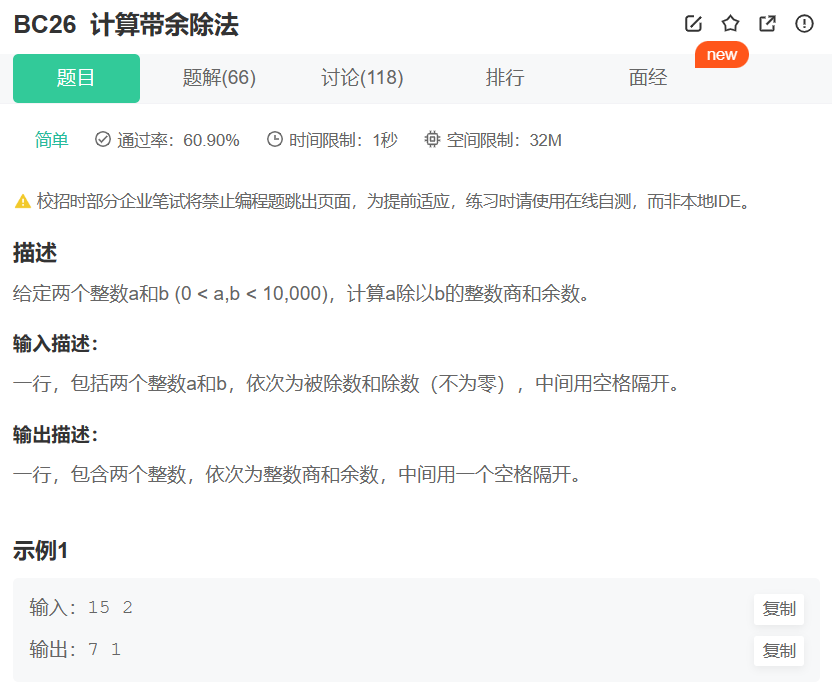 BC26 计算带余除法
new
题目 题解(66) 讨论(118) 排行 面经
简单 通过率：60.90% 时间限制：1秒 空间限制：32M
校招时部分企业笔试将禁止编程题跳出页面，为提前适应，练习时请使用在线自测，而非本地IDE。
描述
给定两个整数a和b (0 < a,b < 10,000)，计算a除以b的整数商和余数。
输入描述：
一行，包括两个整数a和b，依次为被除数和除数（不为零），中间用空格隔开。
输出描述：
一行，包含两个整数，依次为整数商和余数，中间用一个空格隔开。
示例1
输入：15 2 复制
输出：7 1 复制